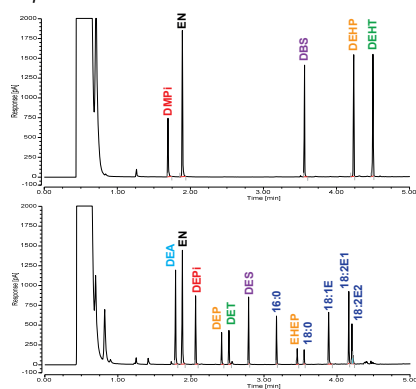 2000
1750
1500
1250
1000
750
500
250
0
-100
Response [pA]
DMPi
EN
DBS
DEHP
DEHT
0.00 1.00 2.00 3.00 4.00 5.00
Time [min]
2000
1750
1500
1250
1000
750
500
250
0
-100
Response [pA]
DEA
EN
DEPi
DEP
DET
DES
16:0
EHEP
18:0
18:1E
18:2E1
18:2E2
0.00 1.00 2.00 3.00 4.00 5.00
Time [min]